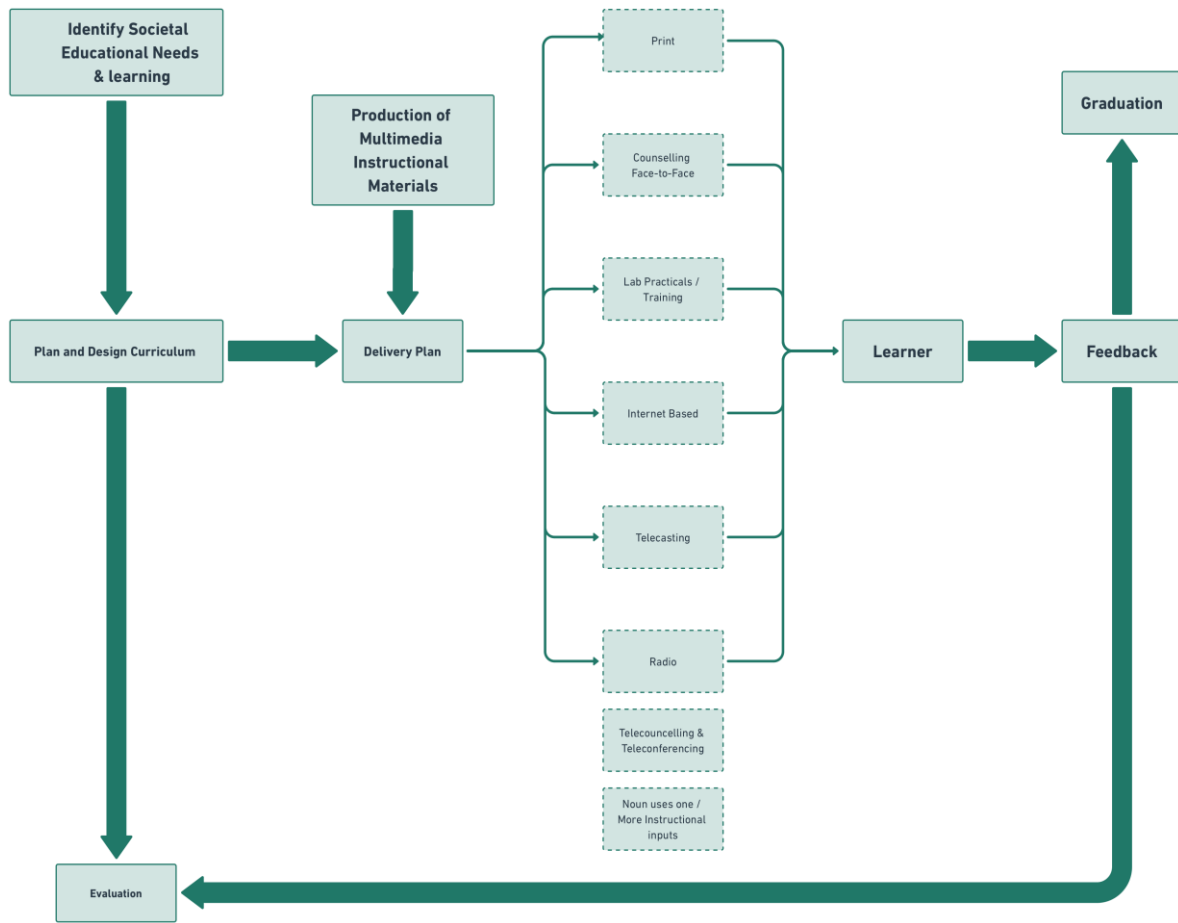 Identify Societal
Educational Needs
& learning
Production of
Multimedia
Instructional
Materials
Plan and Design Curriculum
Delivery Plan
Print
Counselling
Face-to-Face
Lab Practicals /
Training
Internet Based
Telecasting
Radio
Telecouncelling &
Teleconferencing
Noun uses one /
More Instructional
inputs
Learner
Feedback
Graduation
Evaluation